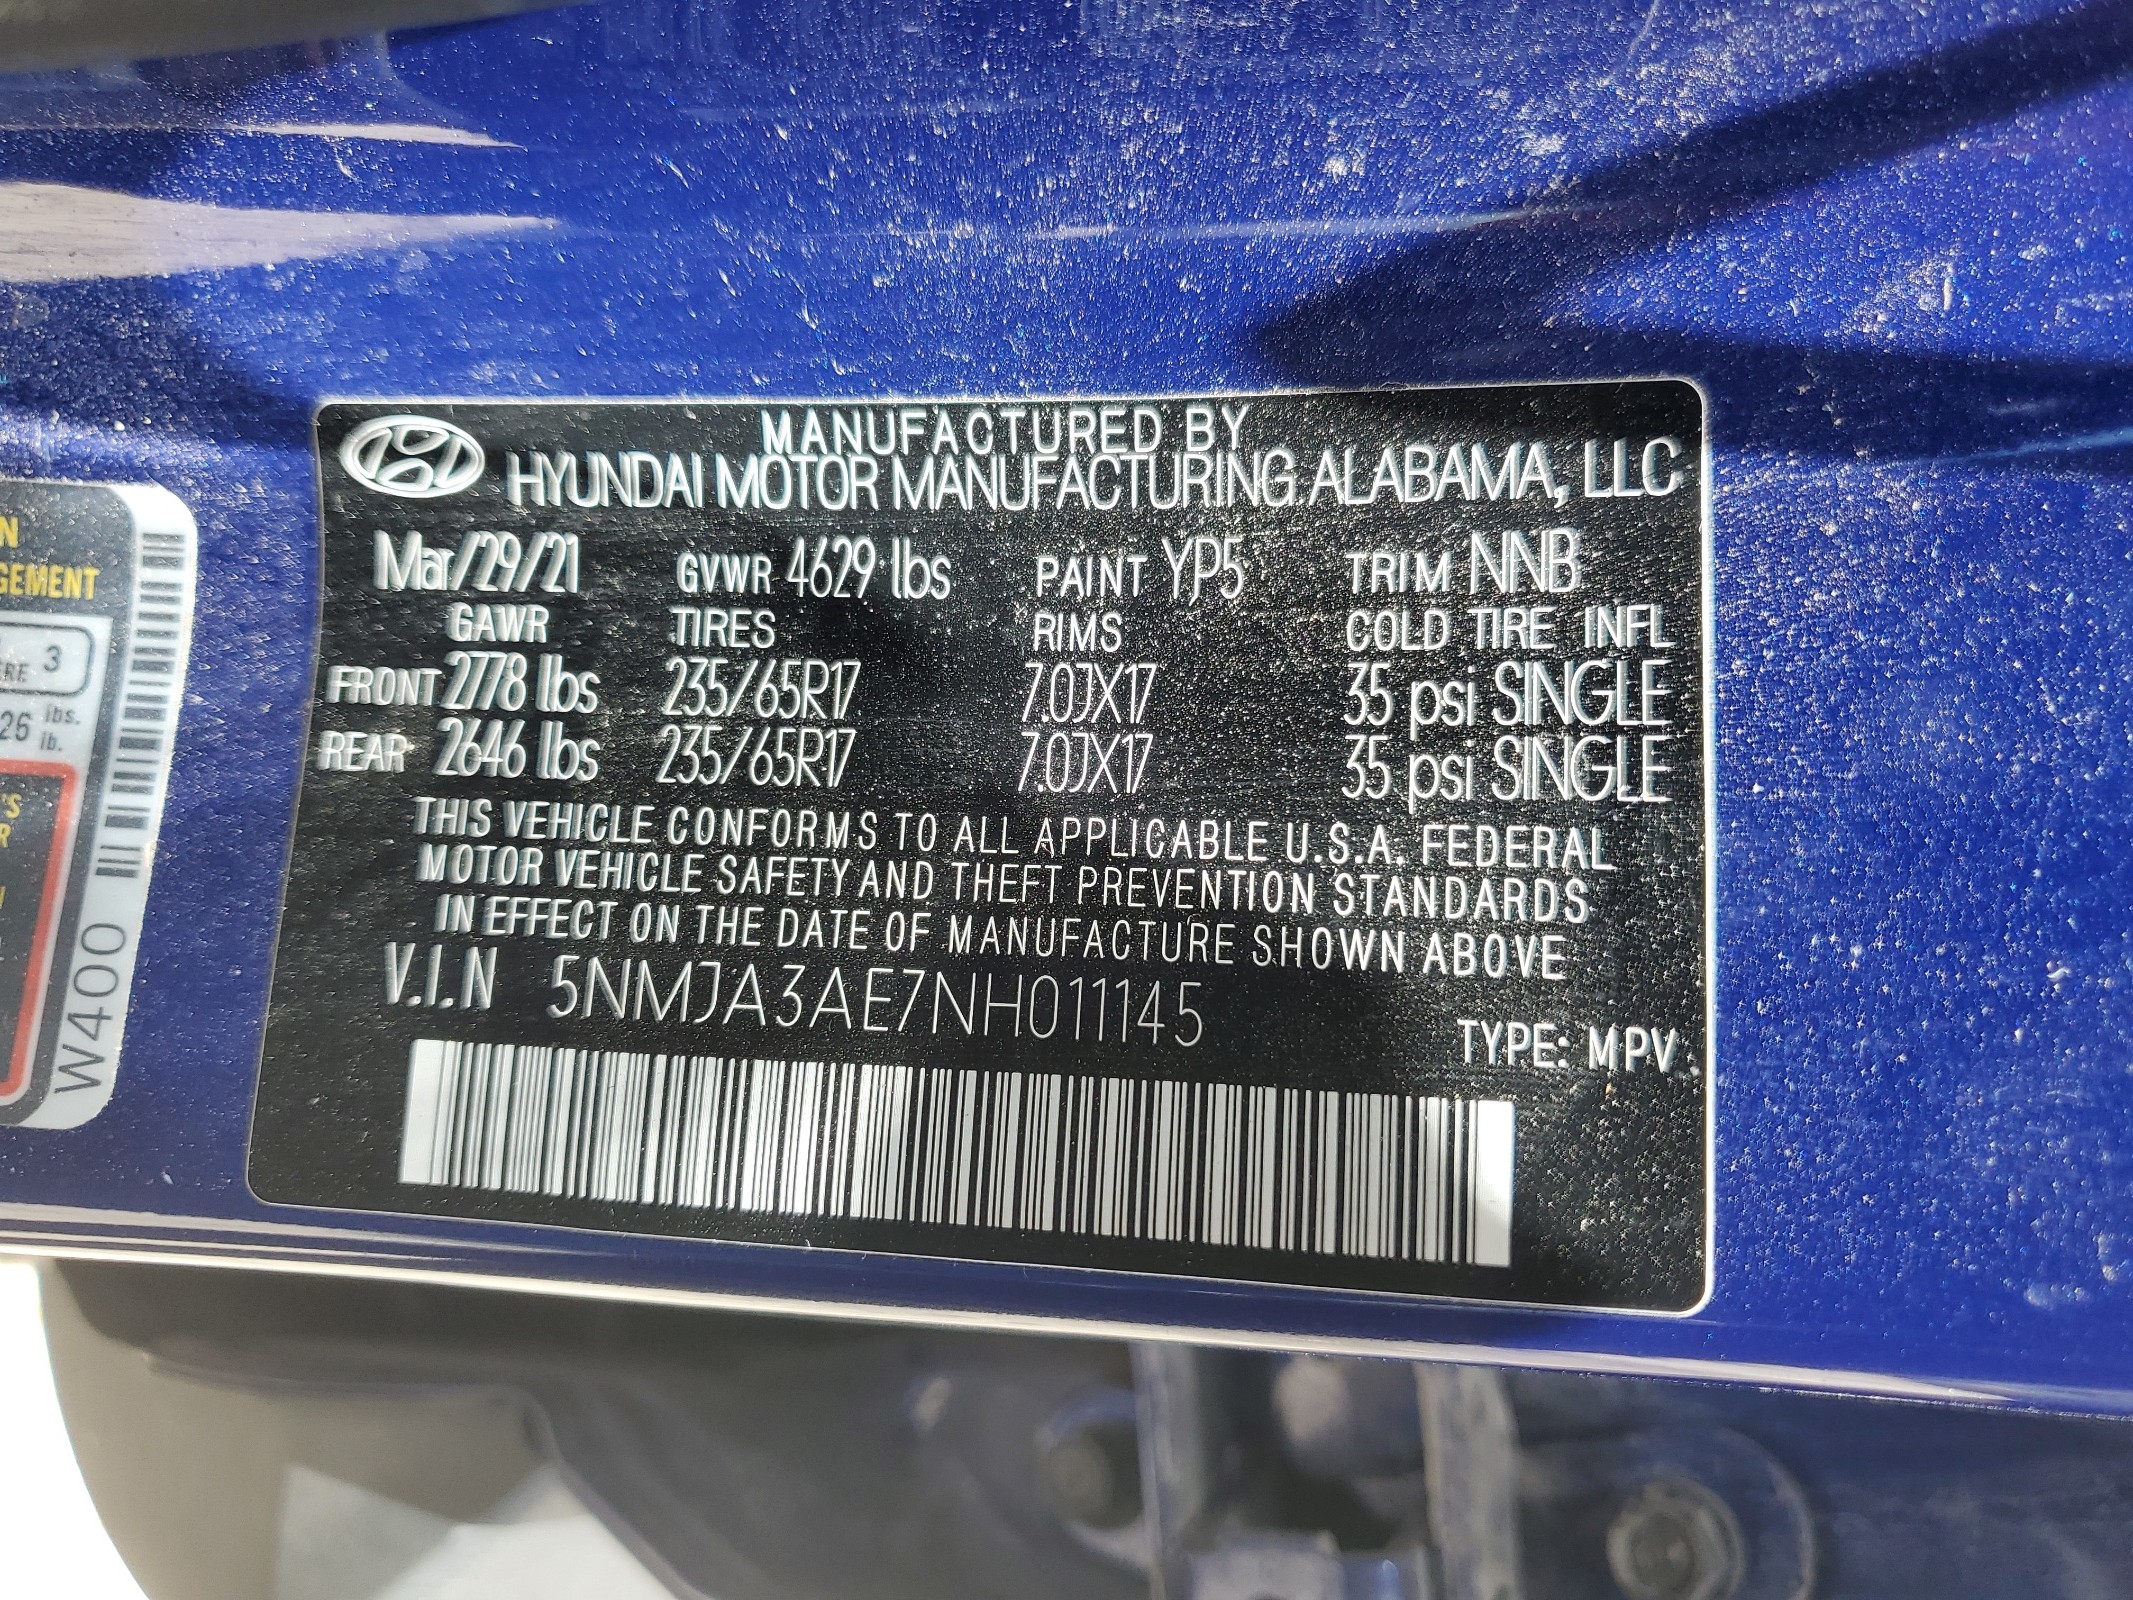 MANUFACTURED BY
HYUNDAI MOTOR MANUFACTURING ALABAMA, LLC
Mar/29/21 GVWR 4629 lbs PAINT YP5 TRIM NNB
GAWR TIRES RIMS COLD TIRE INFL
FRONT 2778 lbs 235/65R17 7.0JX17 35 psi SINGLE
REAR 2646 lbs 235/65R17 7.0JX17 35 psi SINGLE
THIS VEHICLE CONFORMS TO ALL APPLICABLE U.S.A. FEDERAL
MOTOR VEHICLE SAFETY AND THEFT PREVENTION STANDARDS
IN EFFECT ON THE DATE OF MANUFACTURE SHOWN ABOVE
V.I.N 5NMJA3AE7NH011145
TYPE: MPV
GEMENT
3
lbs.
26 lb.
W400